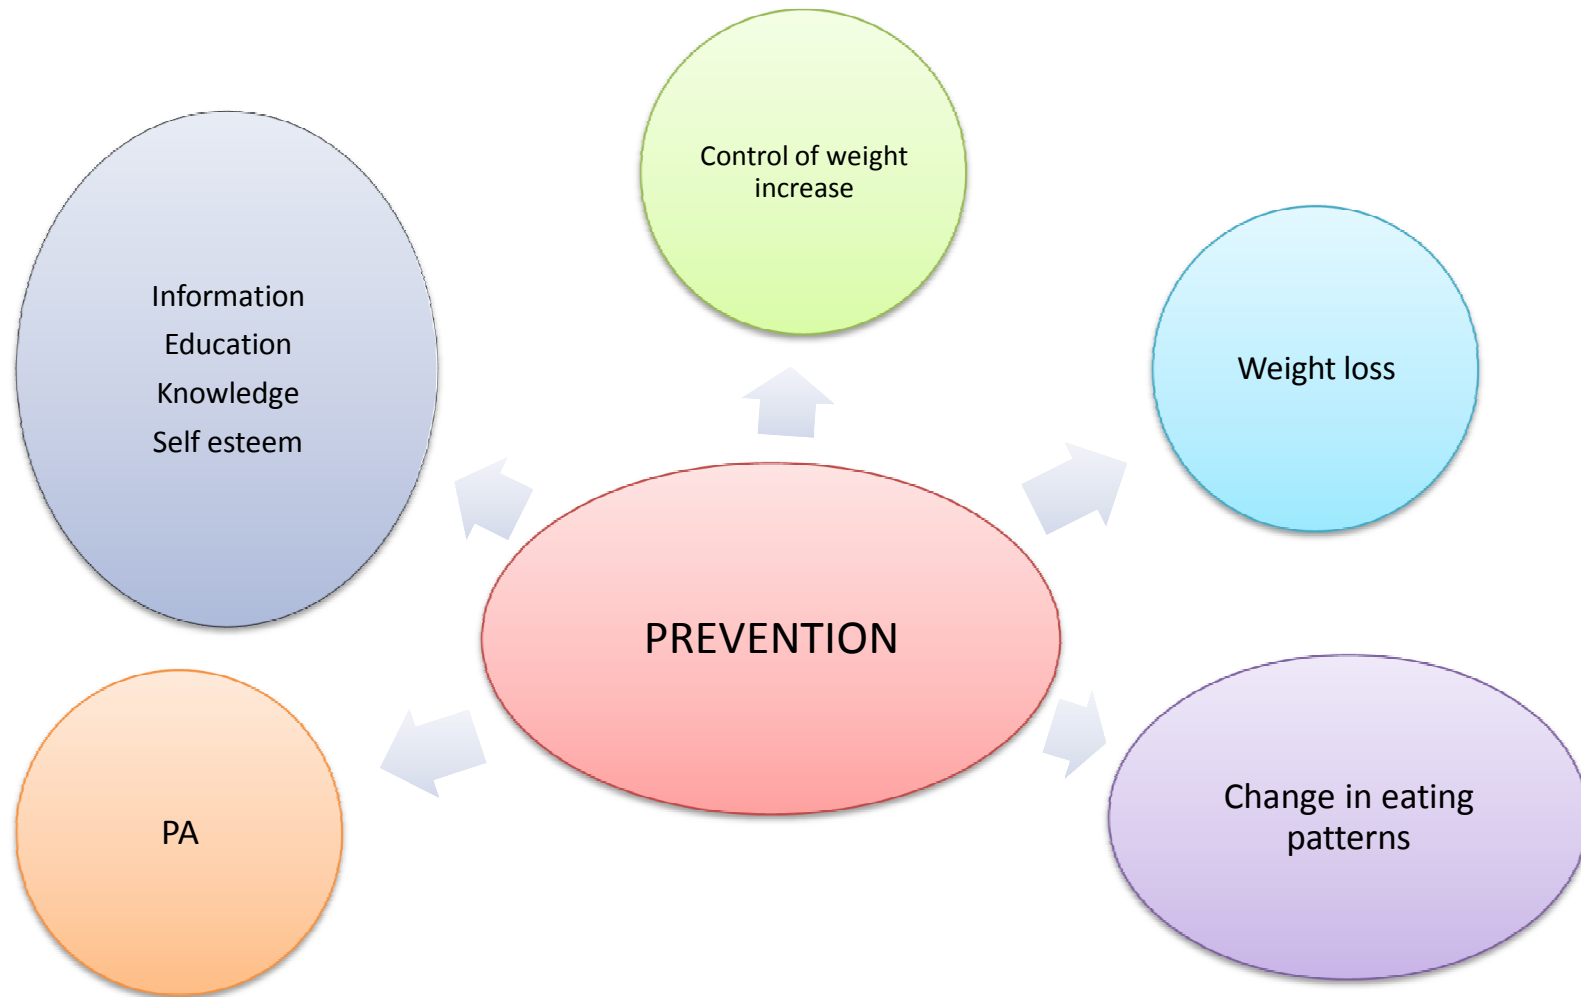 Control of weight
increase
Information
Education
Knowledge
Self esteem
Weight loss
PREVENTION
PA
Change in eating
patterns